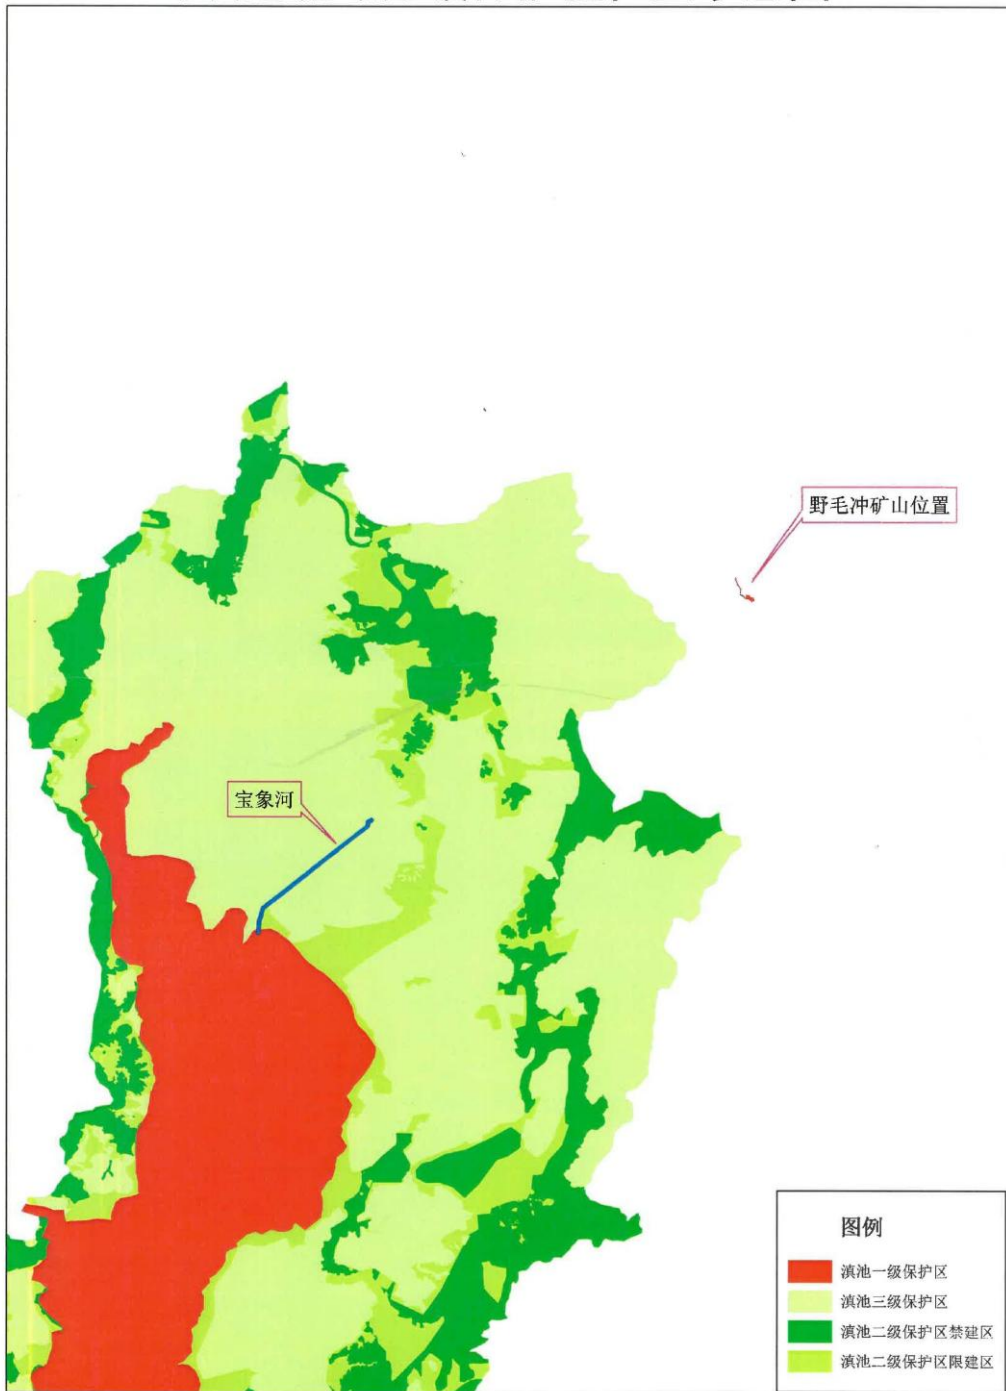 野毛冲矿山位置
宝象河
图例
滇池一级保护区
滇池三级保护区
滇池二级保护区禁建区
滇池二级保护区限建区